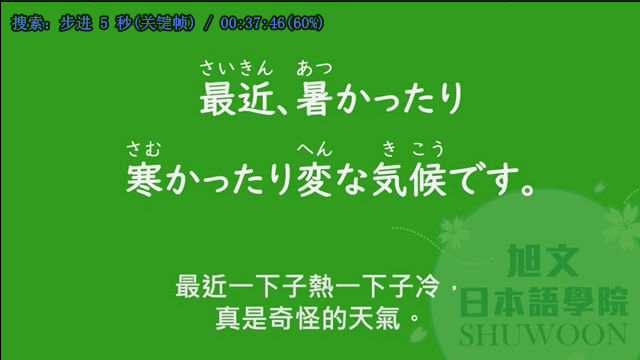 搜索: 步进 5 秒(关键帧) / 00:37:46(60%)
さいきん あつ
最近、暑かったり
さむ へん き こう
寒かったり変な気候です。
最近一下子熱一下子冷，
真是奇怪的天氣。
旭文
日本語學院
SHUWOON